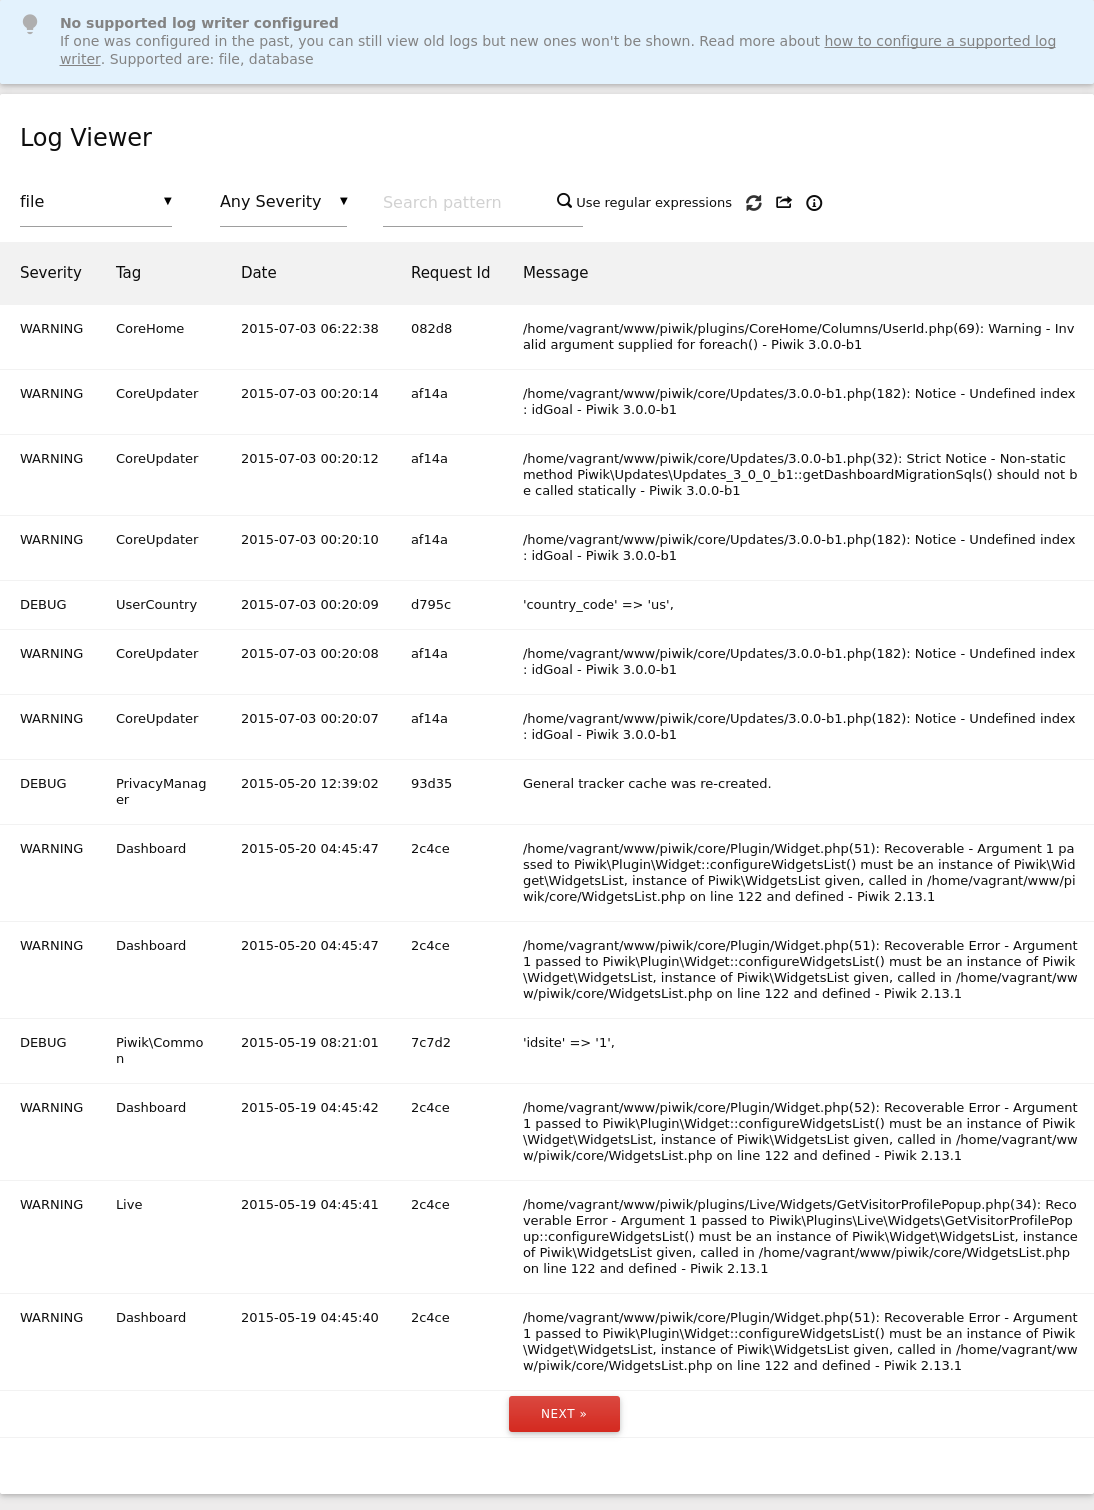 No supported log writer configured
If one was configured in the past, you can still view old logs but new ones won't be shown. Read more about how to configure a supported log
writer. Supported are: file, database
Log Viewer
file ▼ Any Severity ▼ Search pattern Use regular expressions
Severity Tag Date Request Id Message
WARNING CoreHome 2015-07-03 06:22:38 082d8 /home/vagrant/www/piwik/plugins/CoreHome/Columns/UserId.php(69): Warning - Inv
alid argument supplied for foreach() - Piwik 3.0.0-b1
WARNING CoreUpdater 2015-07-03 00:20:14 af14a /home/vagrant/www/piwik/core/Updates/3.0.0-b1.php(182): Notice - Undefined index
: idGoal - Piwik 3.0.0-b1
WARNING CoreUpdater 2015-07-03 00:20:12 af14a /home/vagrant/www/piwik/core/Updates/3.0.0-b1.php(32): Strict Notice - Non-static
method Piwik\Updates\Updates_3_0_0_b1::getDashboardMigrationSqls() should not b
e called statically - Piwik 3.0.0-b1
WARNING CoreUpdater 2015-07-03 00:20:10 af14a /home/vagrant/www/piwik/core/Updates/3.0.0-b1.php(182): Notice - Undefined index
: idGoal - Piwik 3.0.0-b1
DEBUG UserCountry 2015-07-03 00:20:09 d795c 'country_code' => 'us',
WARNING CoreUpdater 2015-07-03 00:20:08 af14a /home/vagrant/www/piwik/core/Updates/3.0.0-b1.php(182): Notice - Undefined index
: idGoal - Piwik 3.0.0-b1
WARNING CoreUpdater 2015-07-03 00:20:07 af14a /home/vagrant/www/piwik/core/Updates/3.0.0-b1.php(182): Notice - Undefined index
: idGoal - Piwik 3.0.0-b1
DEBUG PrivacyManag 2015-05-20 12:39:02 93d35 General tracker cache was re-created.
er
WARNING Dashboard 2015-05-20 04:45:47 2c4ce /home/vagrant/www/piwik/core/Plugin/Widget.php(51): Recoverable - Argument 1 pa
ssed to Piwik\Plugin\Widget::configureWidgetsList() must be an instance of Piwik\Wid
get\WidgetsList, instance of Piwik\WidgetsList given, called in /home/vagrant/www/pi
wik/core/WidgetsList.php on line 122 and defined - Piwik 2.13.1
WARNING Dashboard 2015-05-20 04:45:47 2c4ce /home/vagrant/www/piwik/core/Plugin/Widget.php(51): Recoverable Error - Argument
1 passed to Piwik\Plugin\Widget::configureWidgetsList() must be an instance of Piwik
\Widget\WidgetsList, instance of Piwik\WidgetsList given, called in /home/vagrant/ww
w/piwik/core/WidgetsList.php on line 122 and defined - Piwik 2.13.1
DEBUG Piwik\Commo 2015-05-19 08:21:01 7c7d2 'idsite' => '1',
n
WARNING Dashboard 2015-05-19 04:45:42 2c4ce /home/vagrant/www/piwik/core/Plugin/Widget.php(52): Recoverable Error - Argument
1 passed to Piwik\Plugin\Widget::configureWidgetsList() must be an instance of Piwik
\Widget\WidgetsList, instance of Piwik\WidgetsList given, called in /home/vagrant/ww
w/piwik/core/WidgetsList.php on line 122 and defined - Piwik 2.13.1
WARNING Live 2015-05-19 04:45:41 2c4ce /home/vagrant/www/piwik/plugins/Live/Widgets/GetVisitorProfilePopup.php(34): Reco
verable Error - Argument 1 passed to Piwik\Plugins\Live\Widgets\GetVisitorProfilePop
up::configureWidgetsList() must be an instance of Piwik\Widget\WidgetsList, instance
of Piwik\WidgetsList given, called in /home/vagrant/www/piwik/core/WidgetsList.php
on line 122 and defined - Piwik 2.13.1
WARNING Dashboard 2015-05-19 04:45:40 2c4ce /home/vagrant/www/piwik/core/Plugin/Widget.php(51): Recoverable Error - Argument
1 passed to Piwik\Plugin\Widget::configureWidgetsList() must be an instance of Piwik
\Widget\WidgetsList, instance of Piwik\WidgetsList given, called in /home/vagrant/ww
w/piwik/core/WidgetsList.php on line 122 and defined - Piwik 2.13.1
NEXT »